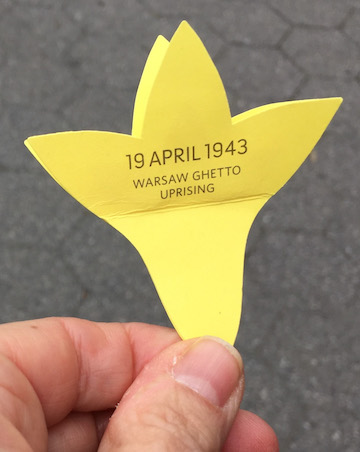 19 APRIL 1943
WARSAW GHETTO
UPRISING